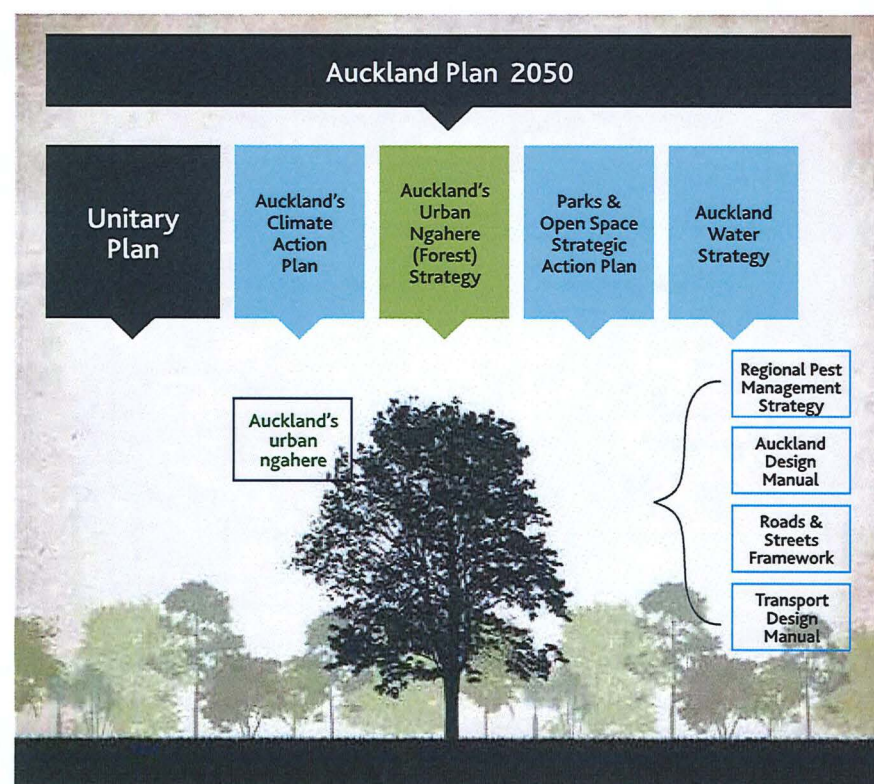 Auckland Plan 2050
Unitary
Plan
Auckland's
Climate
Action
Plan
Auckland's
Urban
Ngahere
(Forest)
Strategy
Parks &
Open Space
Strategic
Action Plan
Auckland
Water
Strategy
Auckland's
urban
ngahere
Regional Pest
Management
Strategy
Auckland
Design
Manual
Roads &
Streets
Framework
Transport
Design
Manual